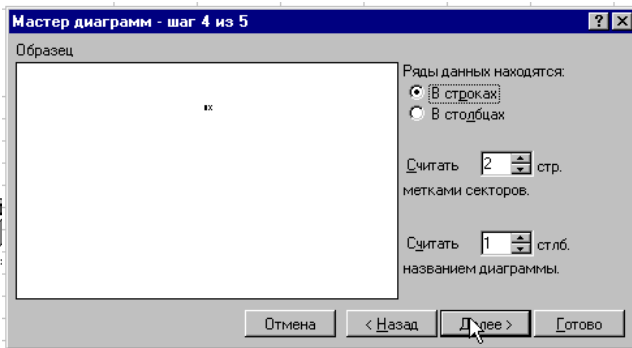 Мастер диаграмм - шаг 4 из 5
Образец
Ряды данных находятся:
В строках
В столбцах
Считать 2 стр.
метками секторов.
Считать 1 стлб.
названием диаграммы.
Отмена < Назад Далее > Готово